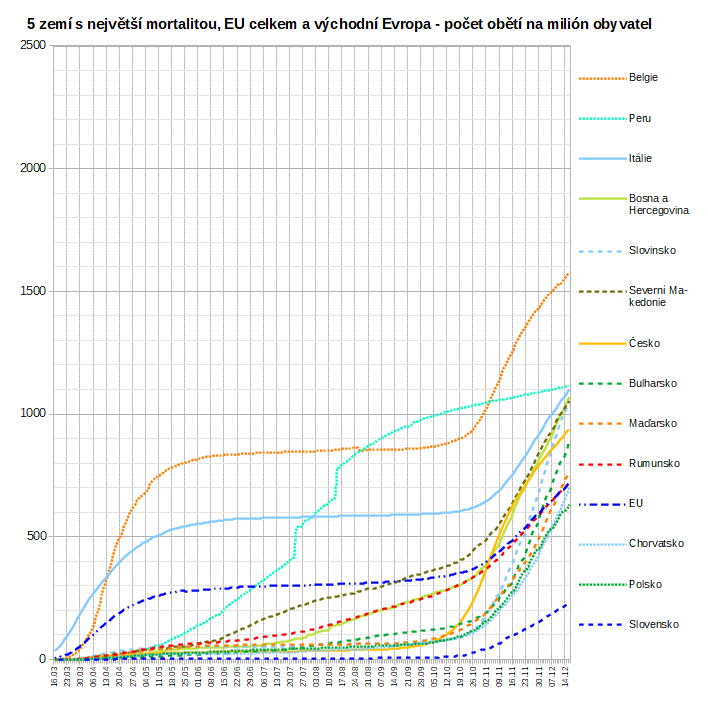 5 zemí s největší mortalitou, EU celkem a východní Evropa - počet obětí na milión obyvatel
2500
2000
1500
1000
500
0
16.03 23.03 30.03 06.04 13.04 20.04 27.04 04.05 11.05 18.05 25.05 01.06 08.06 15.06 22.06 29.06 06.07 13.07 20.07 27.07 03.08 10.08 17.08 24.08 31.08 07.09 14.09 21.09 28.09 05.10 12.10 19.10 26.10 02.11 09.11 16.11 23.11 30.11 07.12 14.12
Belgie
Peru
Itálie
Bosna a
Hercegovina
Slovinsko
Severní Ma-
kedonie
Česko
Bulharsko
Maďarsko
Rumunsko
EU
Chorvatsko
Polsko
Slovensko